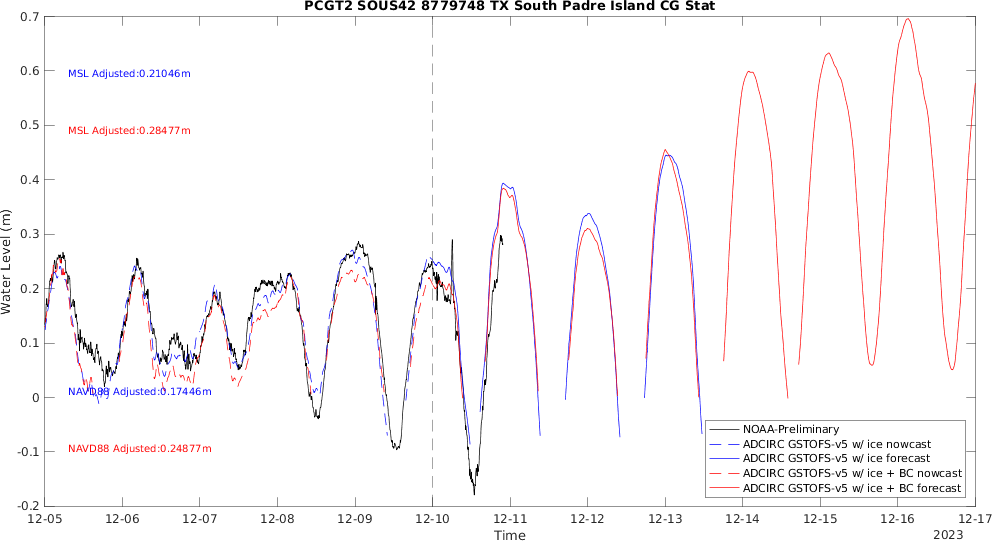 PCGT2 SOUS42 8779748 TX South Padre Island CG Stat
0.7
0.6
0.5
0.4
0.3
0.2
0.1
0
-0.1
-0.2
Water Level (m)
MSL Adjusted:0.21046m
MSL Adjusted:0.28477m
NAVD88 Adjusted:0.17446m
NAVD88 Adjusted:0.24877m
NOAA-Preliminary
ADCIRC GSTOFS-v5 w/ ice nowcast
ADCIRC GSTOFS-v5 w/ ice forecast
ADCIRC GSTOFS-v5 w/ ice + BC nowcast
ADCIRC GSTOFS-v5 w/ ice + BC forecast
12-05 12-06 12-07 12-08 12-09 12-10 12-11 12-12 12-13 12-14 12-15 12-16 12-17
Time
2023